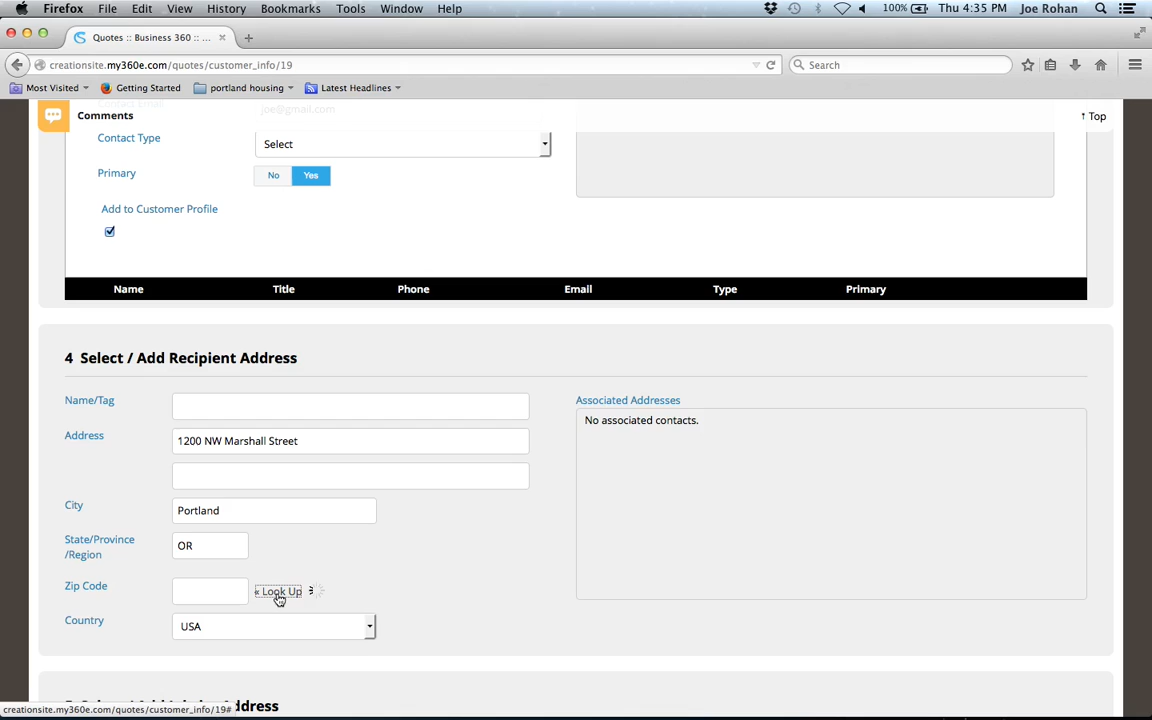 Firefox File Edit View History Bookmarks Tools Window Help 100% Thu 4:35 PM Joe Rohan
Quotes :: Business 360 :: ...
creationsite.my360e.com/quotes/customer_info/19
Search
Most Visited Getting Started portland housing Latest Headlines
Contact Email joe@gmail.com
Comments
↑ Top
Contact Type Select
Primary No Yes
Add to Customer Profile
Name Title Phone Email Type Primary
4 Select / Add Recipient Address
Name/Tag
Associated Addresses
No associated contacts.
Address 1200 NW Marshall Street
City Portland
State/Province
/Region
OR
Zip Code « Look Up
Country USA
creationsite.my360e.com/quotes/customer_info/19#
ddress